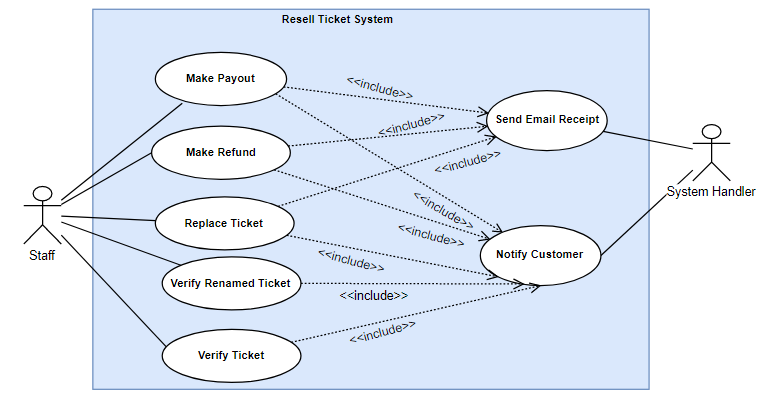 Resell Ticket System
Make Payout
<<include>>
Send Email Receipt
<<include>>
Make Refund
<<include>>
System Handler
<<include>>
Replace Ticket
<<include>>
Staff
Notify Customer
<<include>>
Verify Renamed Ticket
<<include>>
<<include>>
Verify Ticket